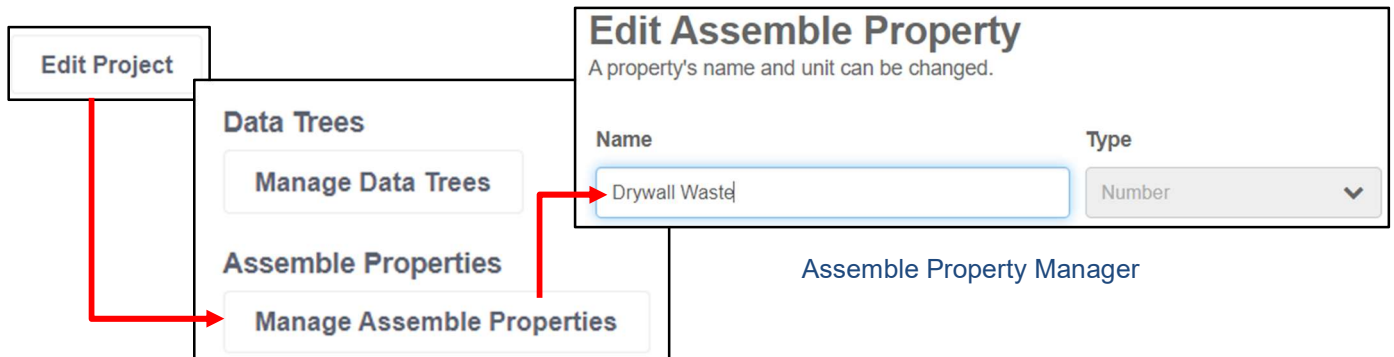 Edit Project
Data Trees
Manage Data Trees
Assemble Properties
Manage Assemble Properties
Edit Assemble Property
A property's name and unit can be changed.
Name
Type
Drywall Waste
Number
Assemble Property Manager